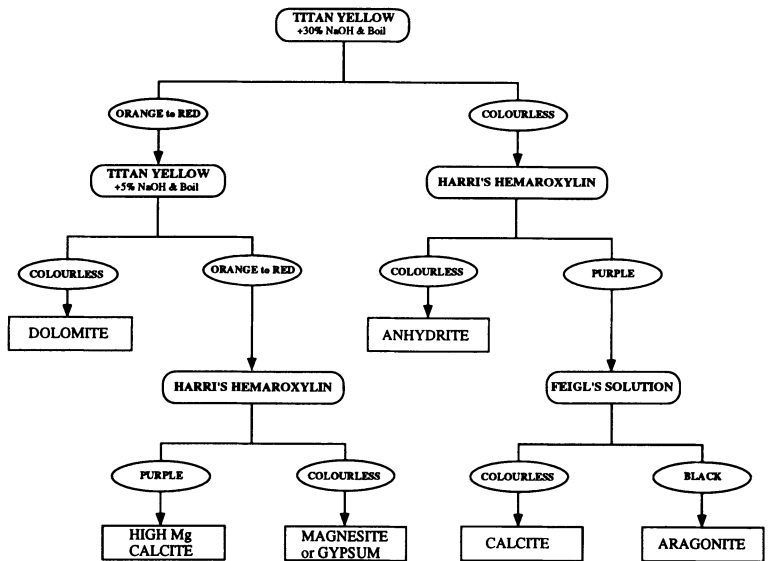 TITAN YELLOW
+30% NaOH & Boil
ORANGE to RED
COLOURLESS
TITAN YELLOW
+5% NaOH & Boil
HARRI'S HEMAROXYLIN
COLOURLESS
ORANGE to RED
COLOURLESS
PURPLE
DOLOMITE
ANHYDRITE
HARRI'S HEMAROXYLIN
FEIGL'S SOLUTION
PURPLE
COLOURLESS
COLOURLESS
BLACK
HIGH Mg
CALCITE
MAGNESITE
or GYPSUM
CALCITE
ARAGONITE